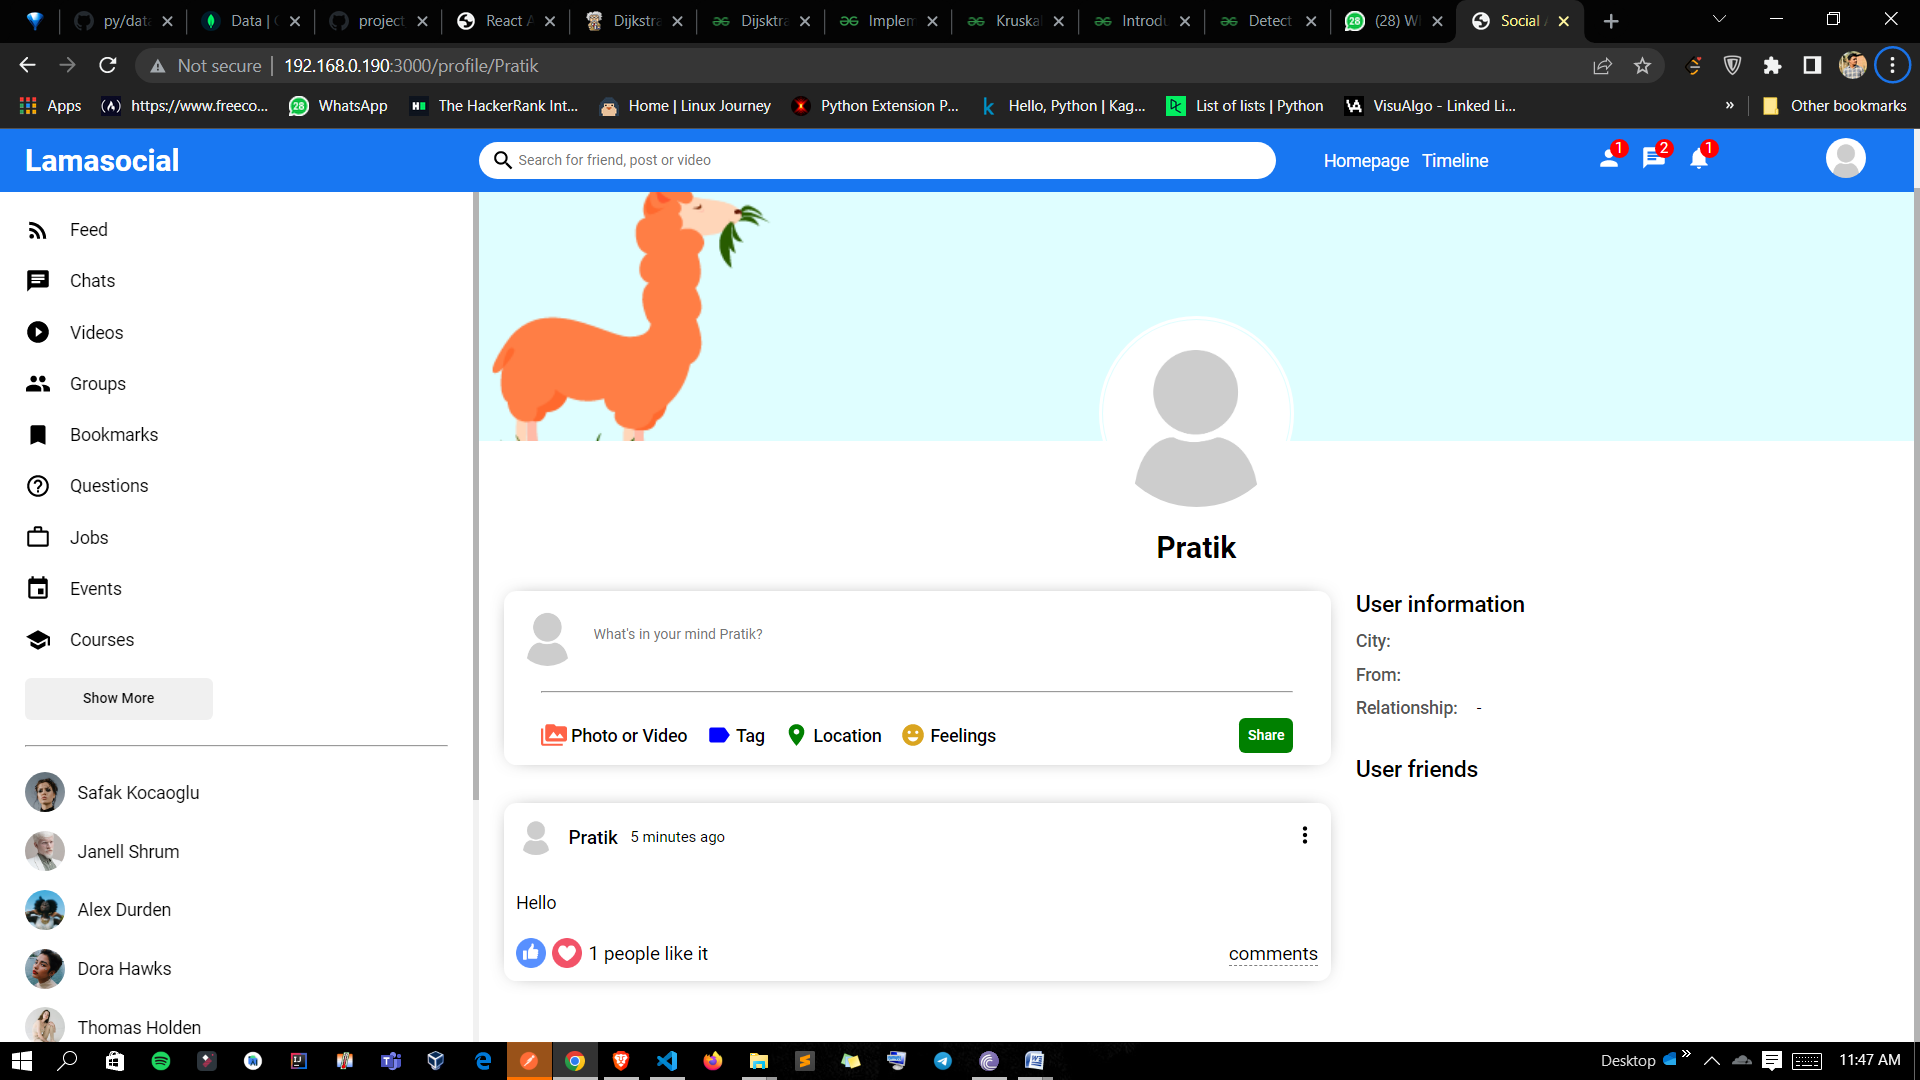 py/data
Data |
project
React A
Dijkstra
Dijsktra
Implem
Kruskal
Introdu
Detect
(28) W
Social
Not secure | 192.168.0.190:3000/profile/Pratik
Apps
https://www.freeco...
28 WhatsApp
The HackerRank Int...
Home | Linux Journey
Python Extension P...
Hello, Python | Kag...
List of lists | Python
VisuAlgo - Linked Li...
»
Other bookmarks
Lamasocial
Search for friend, post or video
Homepage Timeline
1
2
1
Feed
Chats
Videos
Groups
Bookmarks
Questions
Jobs
Events
Courses
Show More
Safak Kocaoglu
Janell Shrum
Alex Durden
Dora Hawks
Thomas Holden
Pratik
What's in your mind Pratik?
Photo or Video Tag Location Feelings Share
Pratik 5 minutes ago
Hello
1 people like it comments
User information
City:
From:
Relationship: -
User friends
Desktop » 11:47 AM